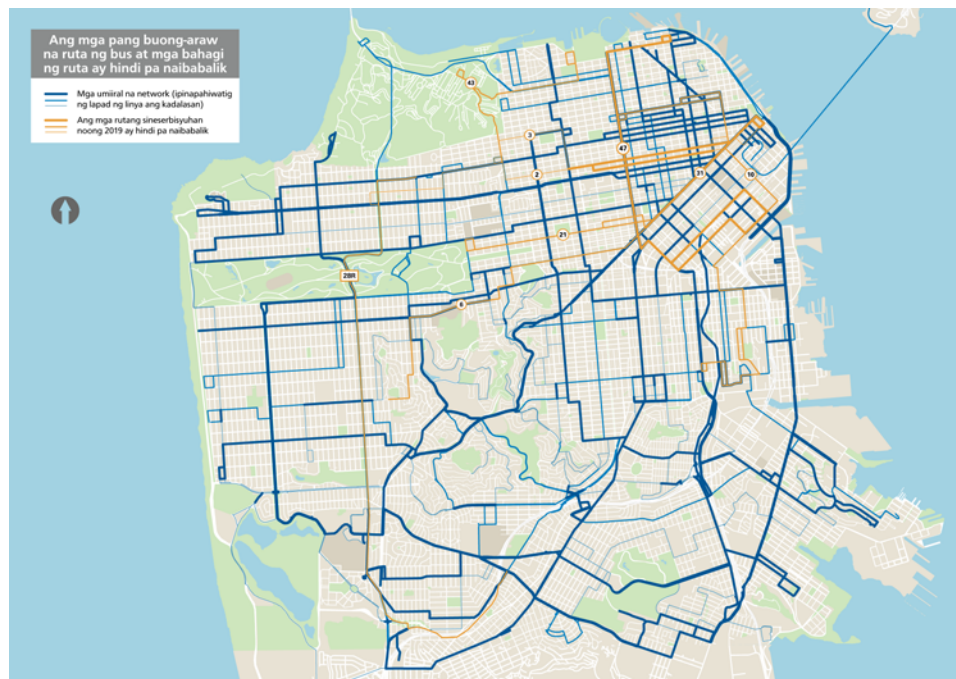 Ang mga pang buong-araw
na ruta ng bus at mga bahagi
ng ruta ay hindi pa naibabalik
Mga umiiral na network (ipinapahiwatig
ng lapad ng linya ang kadalasan)
Ang mga rutang sineserbisyuhan
noong 2019 ay hindi pa naibabalik
43
3
47
2
31
10
21
28R
6